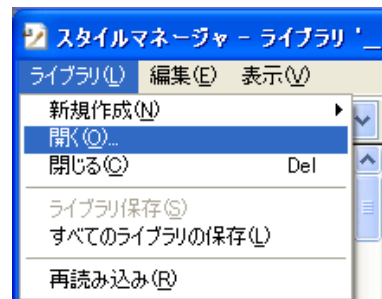 スタイルマネージャ - ライブラリ '__
ライブラリ(L) 編集(E) 表示(V)
新規作成(N)
開く(O)...
閉じる(C) Del
ライブラリ保存(S)
すべてのライブラリの保存(L)
再読み込み(R)